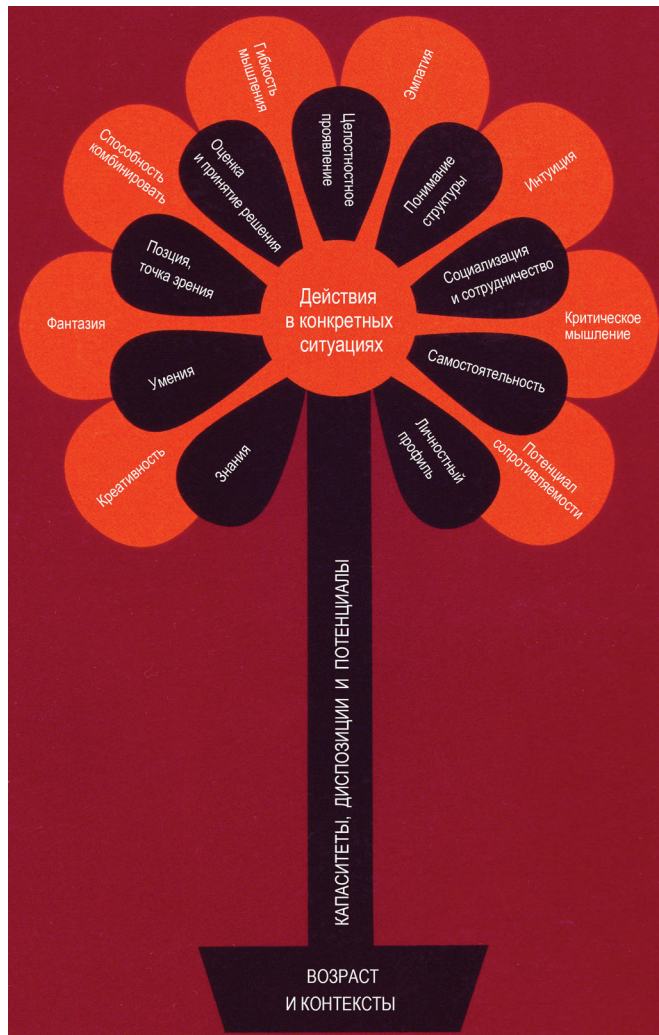 Гибкость
мышления
Эмпатия
Способность
комбинировать
Оценка
и принятие решения
Целостностное
проявление
Понимание
структуры
Интуиция
Позция,
точка зрения
Социализация
и сотрудничество
Фантазия
Действия
в конкретных
ситуациях
Критическое
мышление
Умения
Самостоятельность
Креативность
Знания
Личностный
профиль
Потенциал
сопротивляемости
КАПАСИТЕТЫ, ДИСПОЗИЦИИ И ПОТЕНЦИАЛЫ
ВОЗРАСТ
И КОНТЕКСТЫ